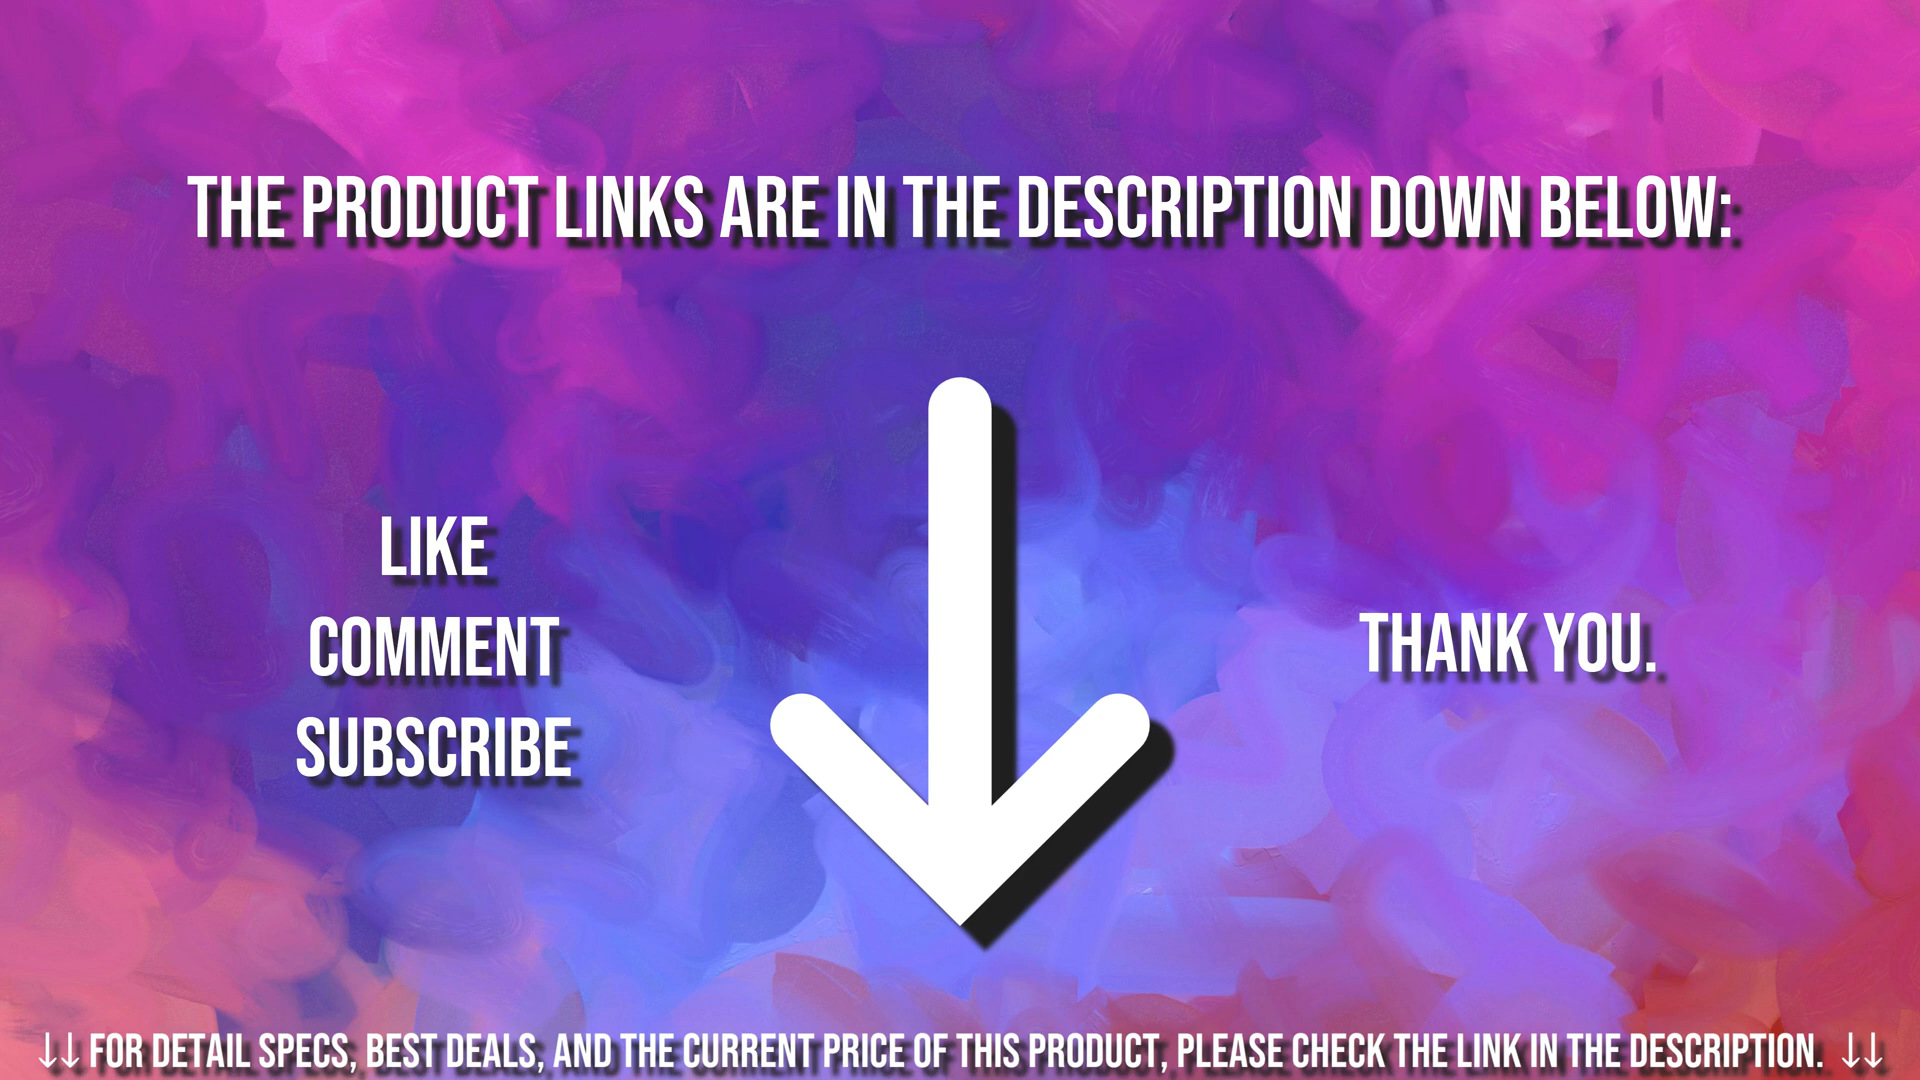 THE PRODUCT LINKS ARE IN THE DESCRIPTION DOWN BELOW:
LIKE
COMMENT
SUBSCRIBE
THANK YOU.
↓↓ FOR DETAIL SPECS, BEST DEALS, AND THE CURRENT PRICE OF THIS PRODUCT, PLEASE CHECK THE LINK IN THE DESCRIPTION. ↓↓